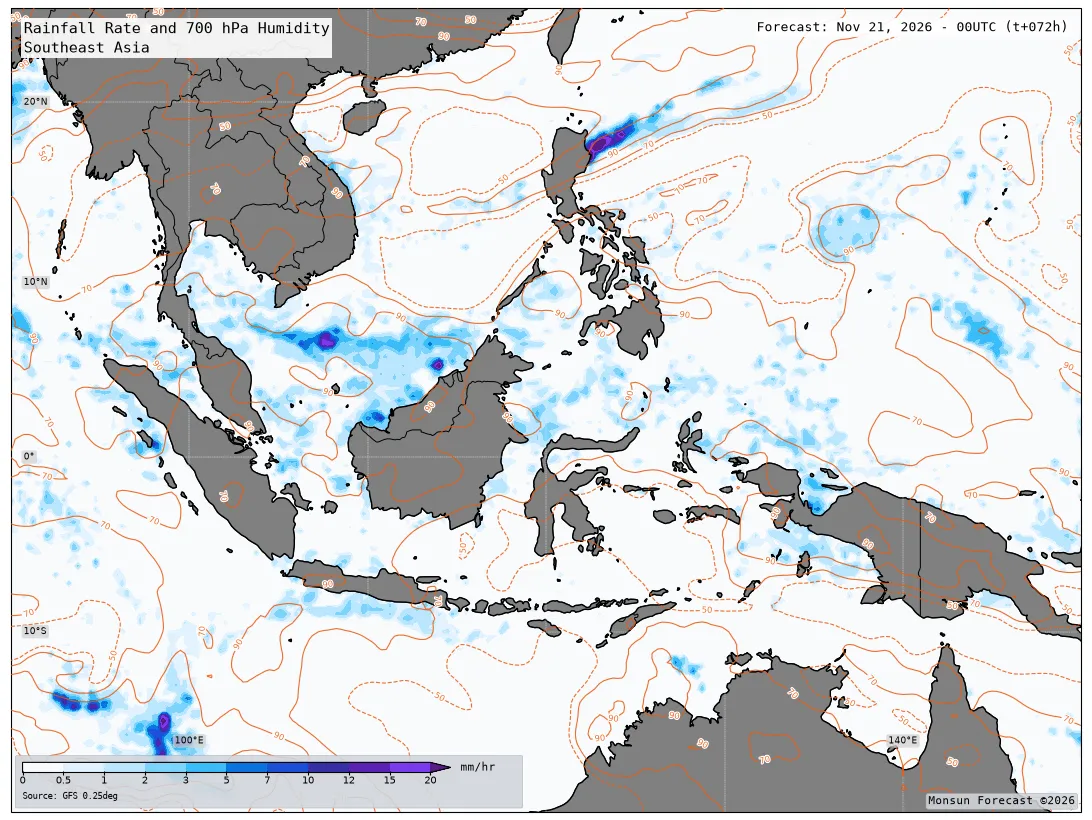 Rainfall Rate and 700 hPa Humidity
Southeast Asia
Forecast: Nov 21, 2026 - 00UTC (t+072h)
20°N
10°N
0°
10°S
100°E
140°E
mm/hr
0 0.5 1 2 3 5 7 10 12 15 20
Source: GFS 0.25deg
Monsun Forecast ©2026